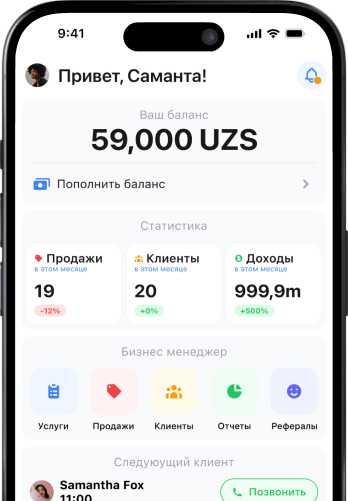 9:41
Привет, Саманта!
Ваш баланс
59,000 UZS
Пополнить баланс
Статистика
Продажи
в этом месяце
19
-12%
Клиенты
в этом месяце
20
+0%
Доходы
в этом месяце
999,9m
+500%
Бизнес менеджер
Услуги
Продажи
Клиенты
Отчеты
Рефералы
Следующий клиент
Samantha Fox
11:00
Позвонить